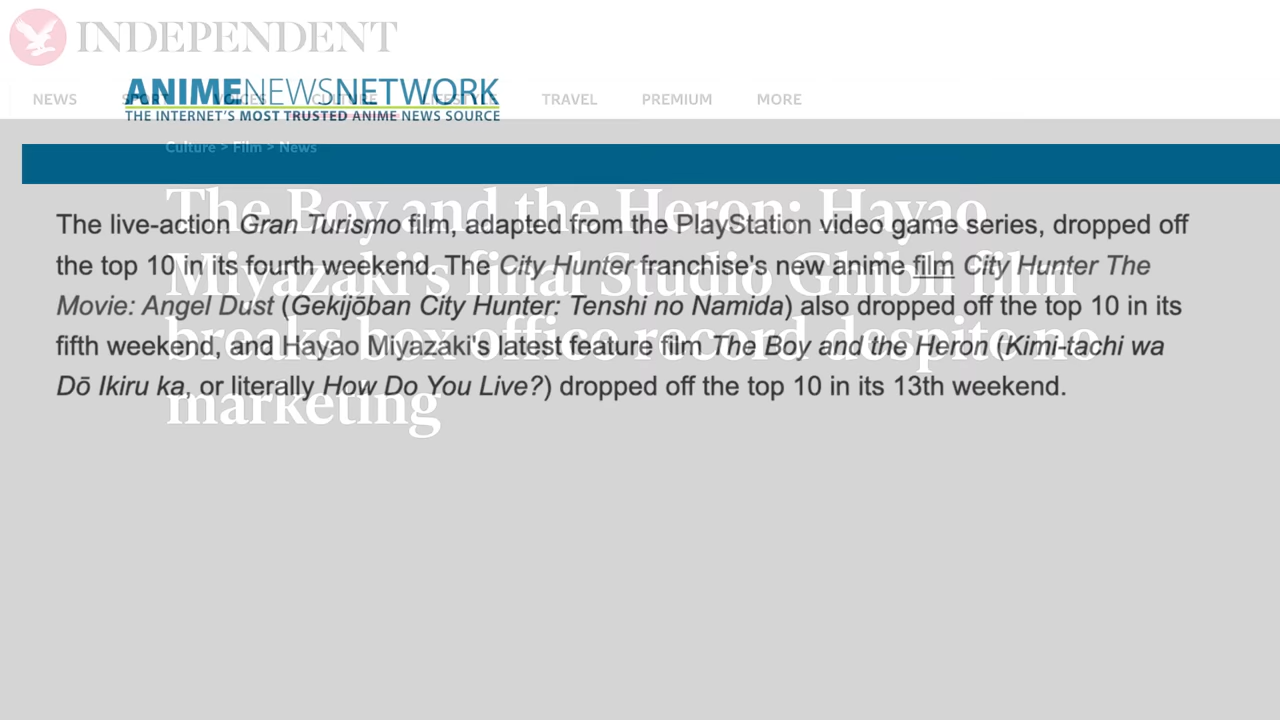 INDEPENDENT
ANIMENEWSNETWORK
THE INTERNET'S MOST TRUSTED ANIME NEWS SOURCE
NEWS SPORT VOICES CULTURE LIFESTYLE TRAVEL PREMIUM MORE
Culture > Film > News
The Boy and the Heron: Hayao
Miyazaki's final Studio Ghibli film
breaks box office record despite no
marketing
The live-action Gran Turismo film, adapted from the PlayStation video game series, dropped off
the top 10 in its fourth weekend. The City Hunter franchise's new anime film City Hunter The
Movie: Angel Dust (Gekijōban City Hunter: Tenshi no Namida) also dropped off the top 10 in its
fifth weekend, and Hayao Miyazaki's latest feature film The Boy and the Heron (Kimi-tachi wa
Dō Ikiru ka, or literally How Do You Live?) dropped off the top 10 in its 13th weekend.